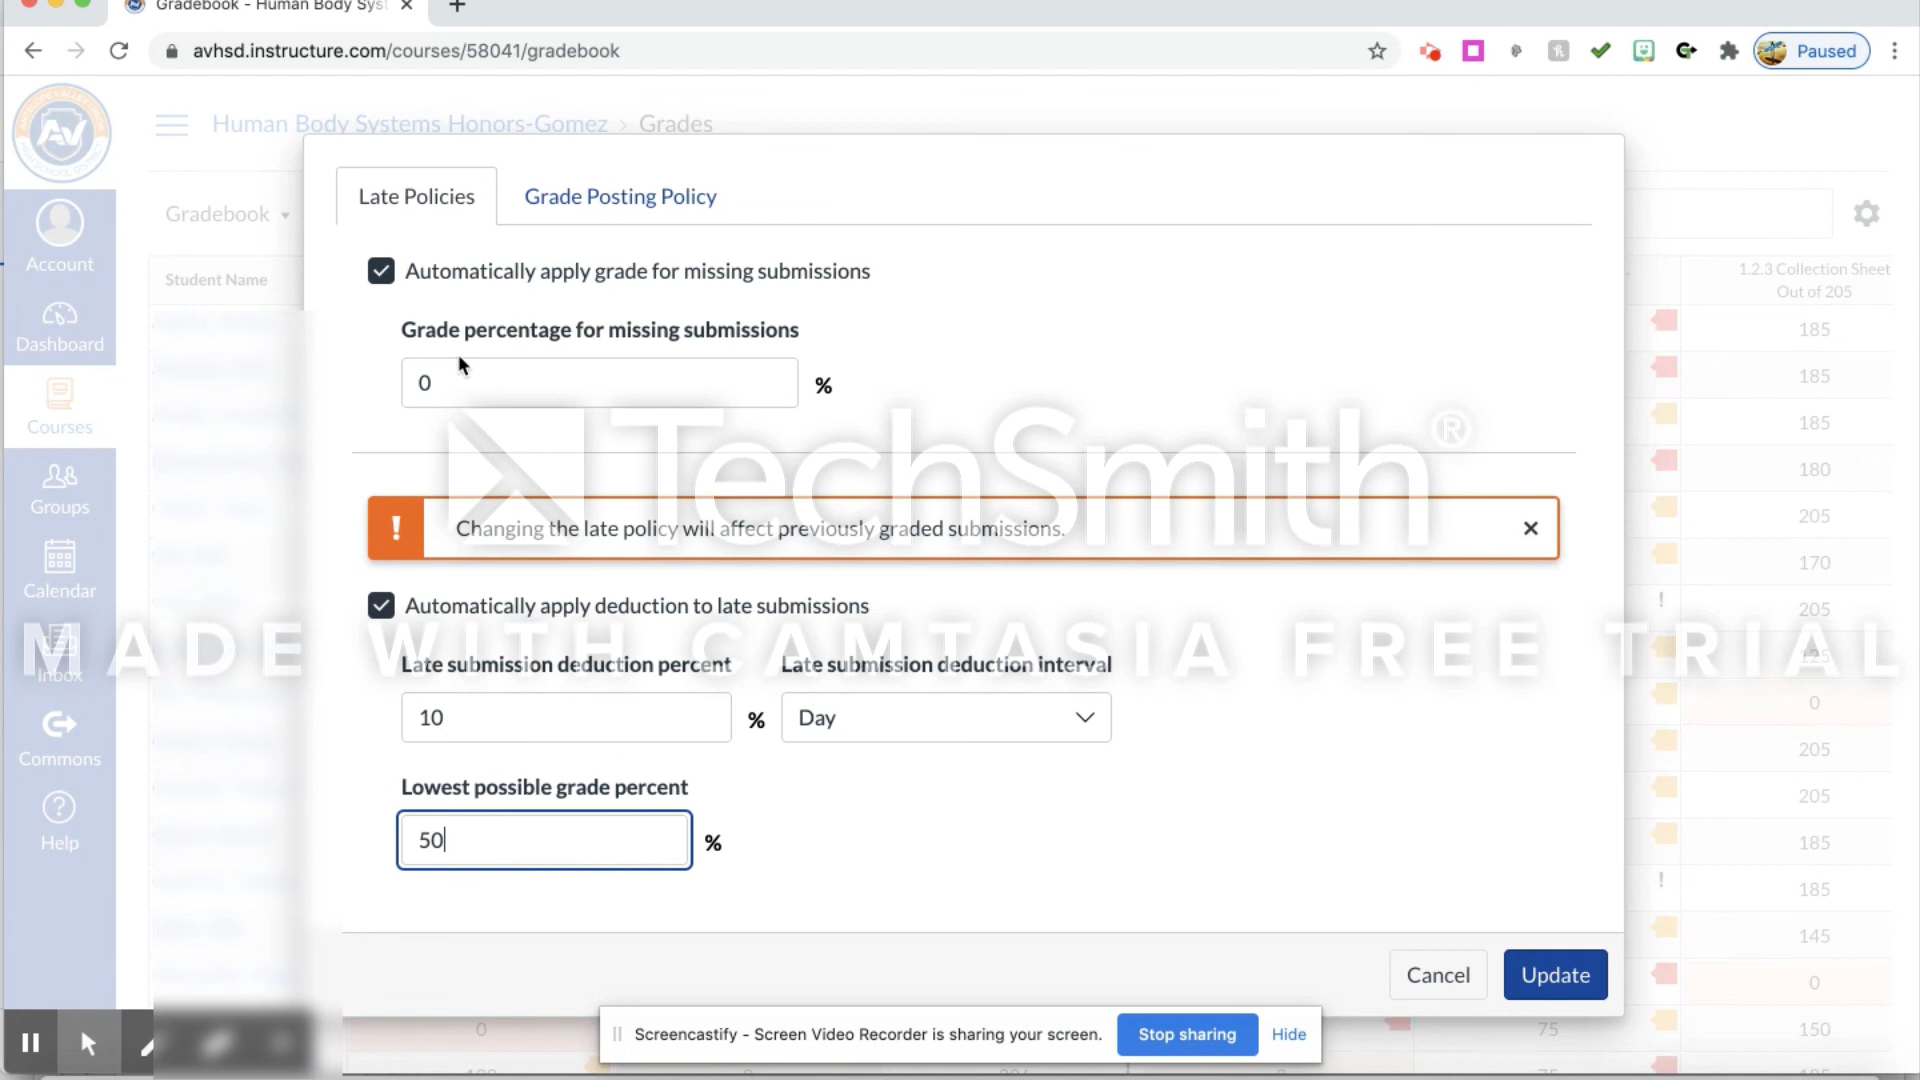 Gradebook - Human Body Syst
avhsd.instructure.com/courses/58041/gradebook
Paused
AV
Human Body Systems Honors-Gomez > Grades
Late Policies
Grade Posting Policy
Gradebook
Account
Student Name
1.2.3 Collection Sheet
Out of 205
Automatically apply grade for missing submissions
Grade percentage for missing submissions
0 %
Dashboard
Courses
Groups
Calendar
Inbox
Commons
Help
TechSmith®
! Changing the late policy will affect previously graded submissions.
Automatically apply deduction to late submissions
MADE WITH CAMTASIA FREE TRIAL
Late submission deduction percent
Late submission deduction interval
10 %
Day
Lowest possible grade percent
50 %
185
185
185
180
205
170
! 205
125
0
205
205
185
! 185
145
0
150
Cancel
Update
0
75
Screencastify - Screen Video Recorder is sharing your screen.
Stop sharing
Hide